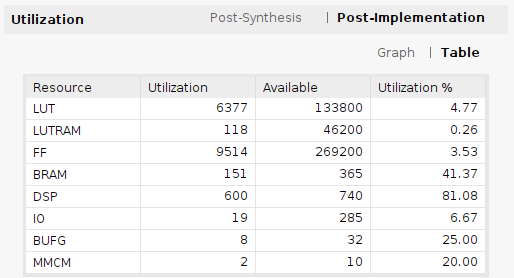 Utilization Post-Synthesis | Post-Implementation
Graph | Table
Resource Utilization Available Utilization %
LUT 6377 133800 4.77
LUTRAM 118 46200 0.26
FF 9514 269200 3.53
BRAM 151 365 41.37
DSP 600 740 81.08
IO 19 285 6.67
BUFG 8 32 25.00
MMCM 2 10 20.00